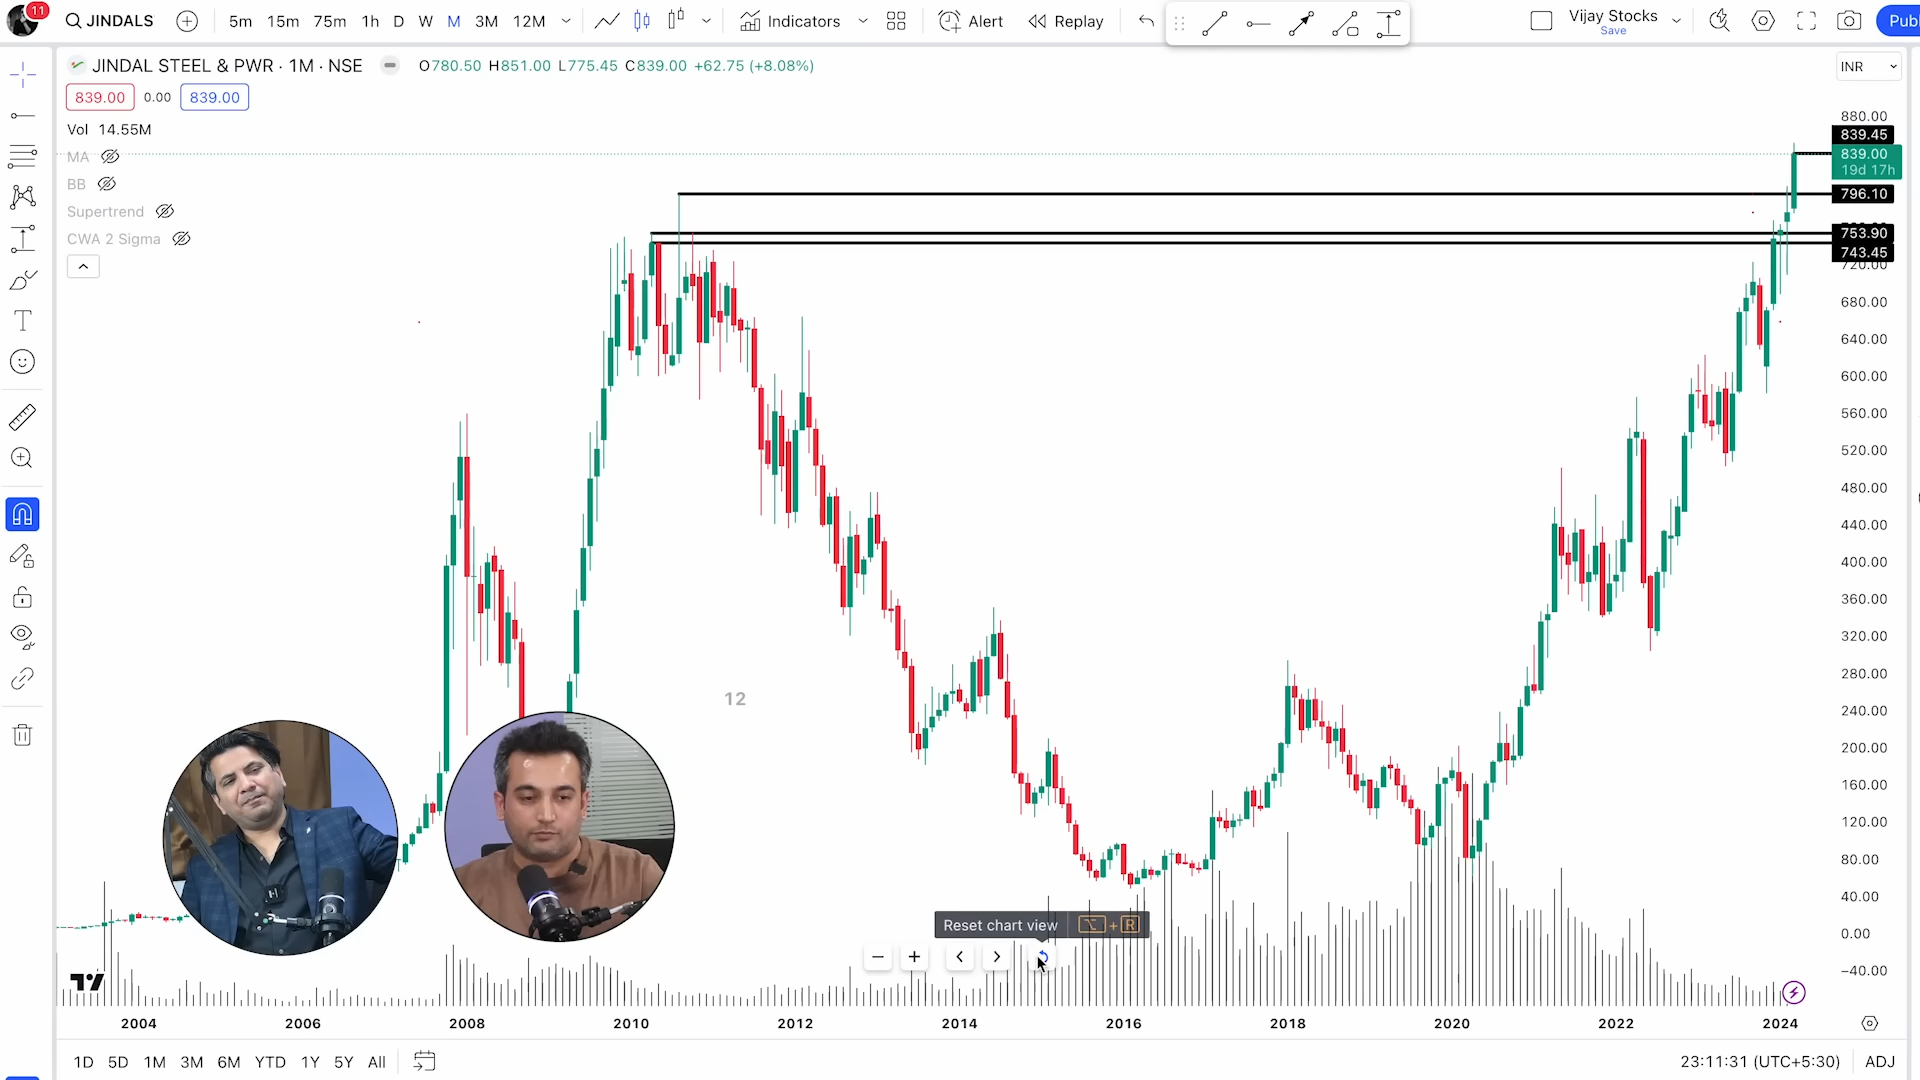 11
JINDALS
5m 15m 75m 1h D W M 3M 12M
Indicators
Alert
Replay
Vijay Stocks
Save
Publ
JINDAL STEEL & PWR · 1M · NSE
O780.50 H851.00 L775.45 C839.00 +62.75 (+8.08%)
INR
839.00 0.00 839.00
Vol 14.55M
MA
BB
Supertrend
CWA 2 Sigma
880.00
839.45
839.00
19d 17h
796.10
753.90
743.45
720.00
680.00
640.00
600.00
560.00
520.00
480.00
440.00
400.00
360.00
320.00
280.00
240.00
200.00
160.00
120.00
80.00
40.00
0.00
−40.00
12
Reset chart view ⌥ + R
2004 2006 2008 2010 2012 2014 2016 2018 2020 2022 2024
1D 5D 1M 3M 6M YTD 1Y 5Y All
23:11:31 (UTC+5:30) ADJ